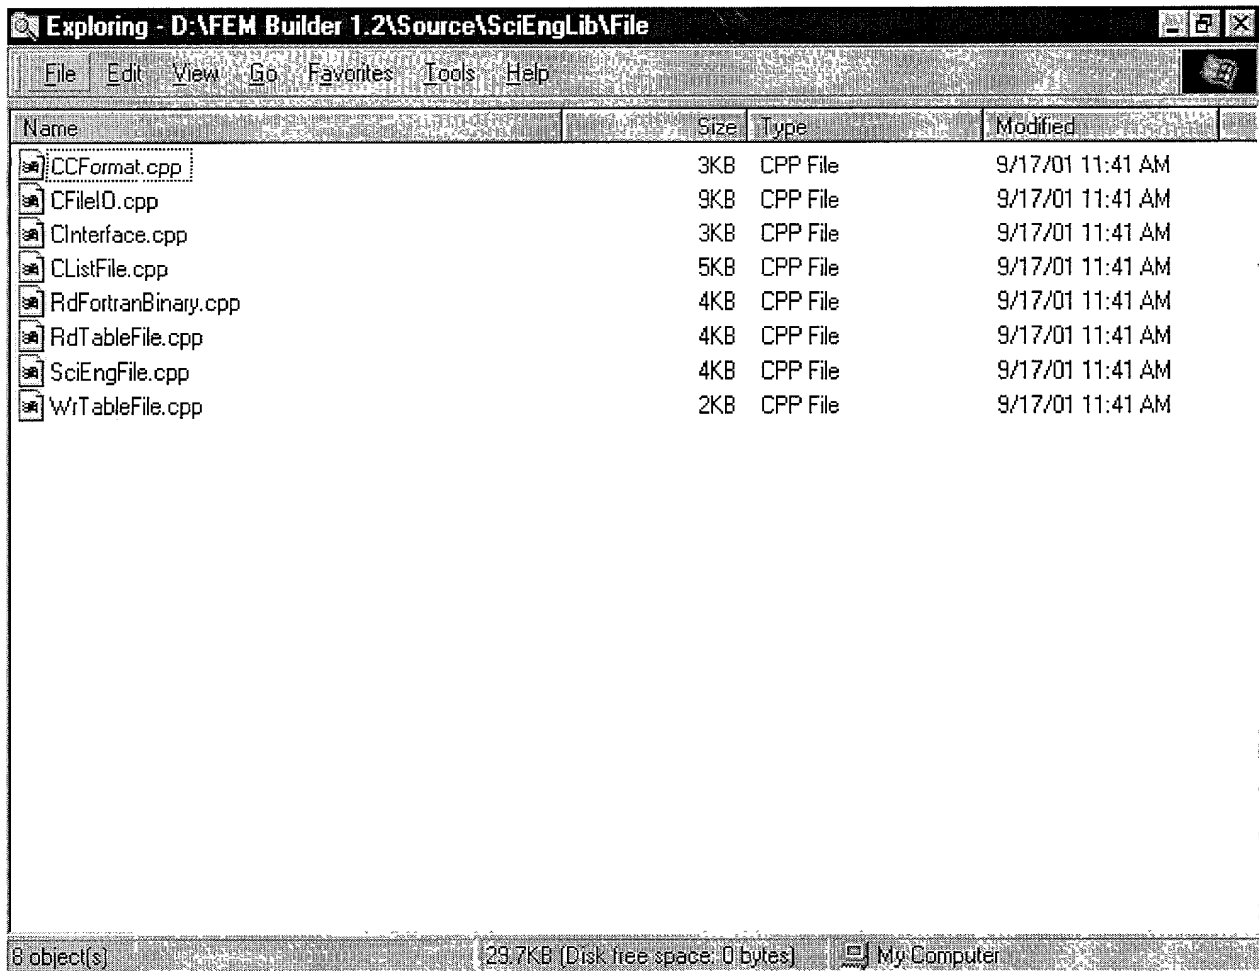 Exploring - D:\FEM Builder 1.2\Source\SciEngLib\File
File Edit View Go Favorites Tools Help
Name Size Type Modified
CCFormat.cpp 3KB CPP File 9/17/01 11:41 AM
CFileIO.cpp 9KB CPP File 9/17/01 11:41 AM
CInterface.cpp 3KB CPP File 9/17/01 11:41 AM
CListFile.cpp 5KB CPP File 9/17/01 11:41 AM
RdFortranBinary.cpp 4KB CPP File 9/17/01 11:41 AM
RdTableFile.cpp 4KB CPP File 9/17/01 11:41 AM
SciEngFile.cpp 4KB CPP File 9/17/01 11:41 AM
WrTableFile.cpp 2KB CPP File 9/17/01 11:41 AM
8 object(s) 29.7KB (Disk free space: 0 bytes) My Computer